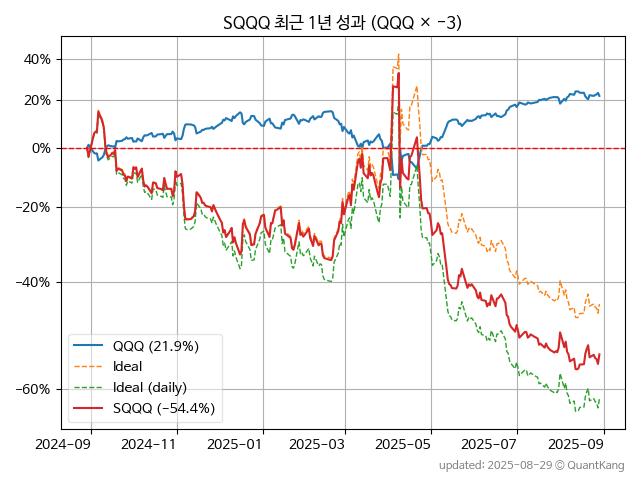 SQQQ 최근 1년 성과 (QQQ × −3)
40%
20%
0%
−20%
−40%
−60%
QQQ (21.9%)
Ideal
Ideal (daily)
SQQQ (−54.4%)
2024-09
2024-11
2025-01
2025-03
2025-05
2025-07
2025-09
updated: 2025-08-29 © QuantKang